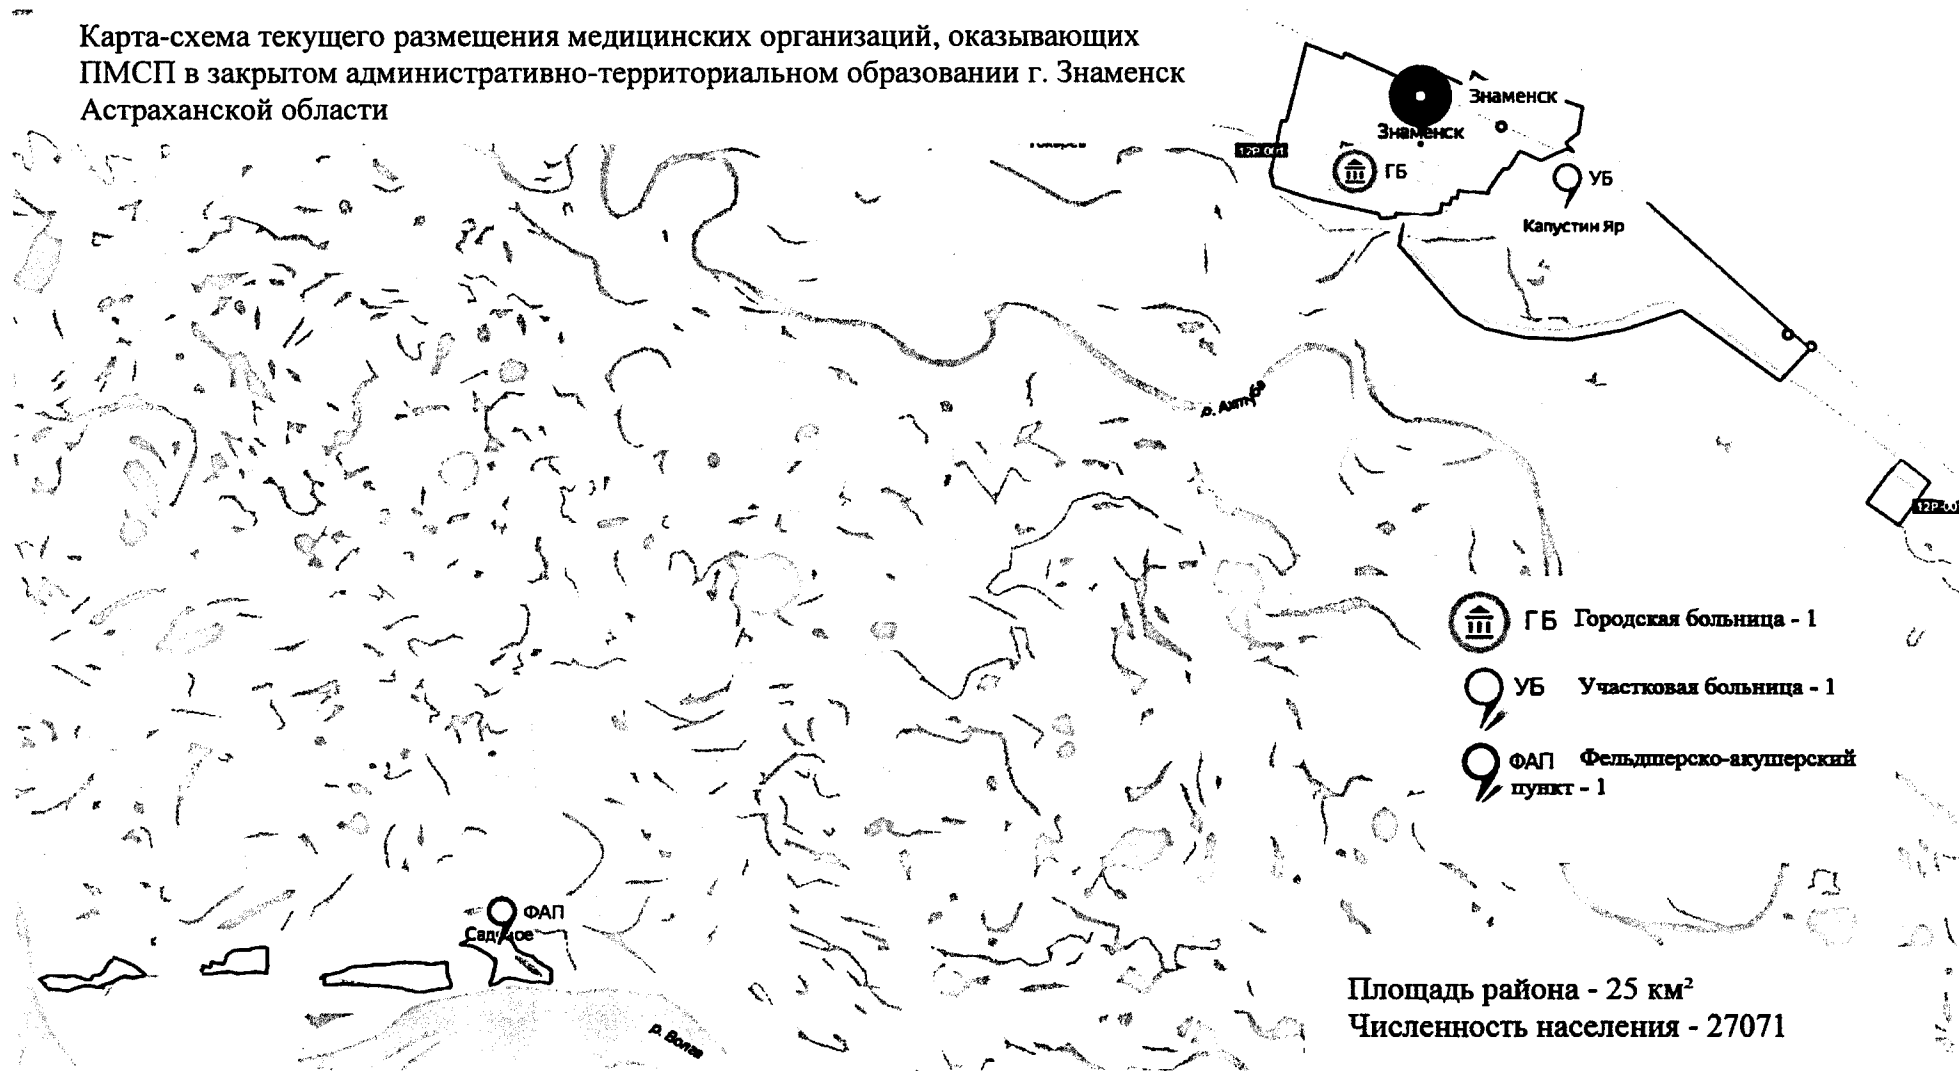 Карта-схема текущего размещения медицинских организаций, оказывающих
ПМСП в закрытом административно-территориальном образовании г. Знаменск
Астраханской области
Знаменск
Знаменск
12Р-001
ГБ
УБ
Капустин Яр
р. Ахтуба
12Р-00
ГБ Городская больница - 1
УБ Участковая больница - 1
ФАП Фельдшерско-акушерский
пункт - 1
ФАП
Садовое
р. Волга
Площадь района - 25 км²
Численность населения - 27071